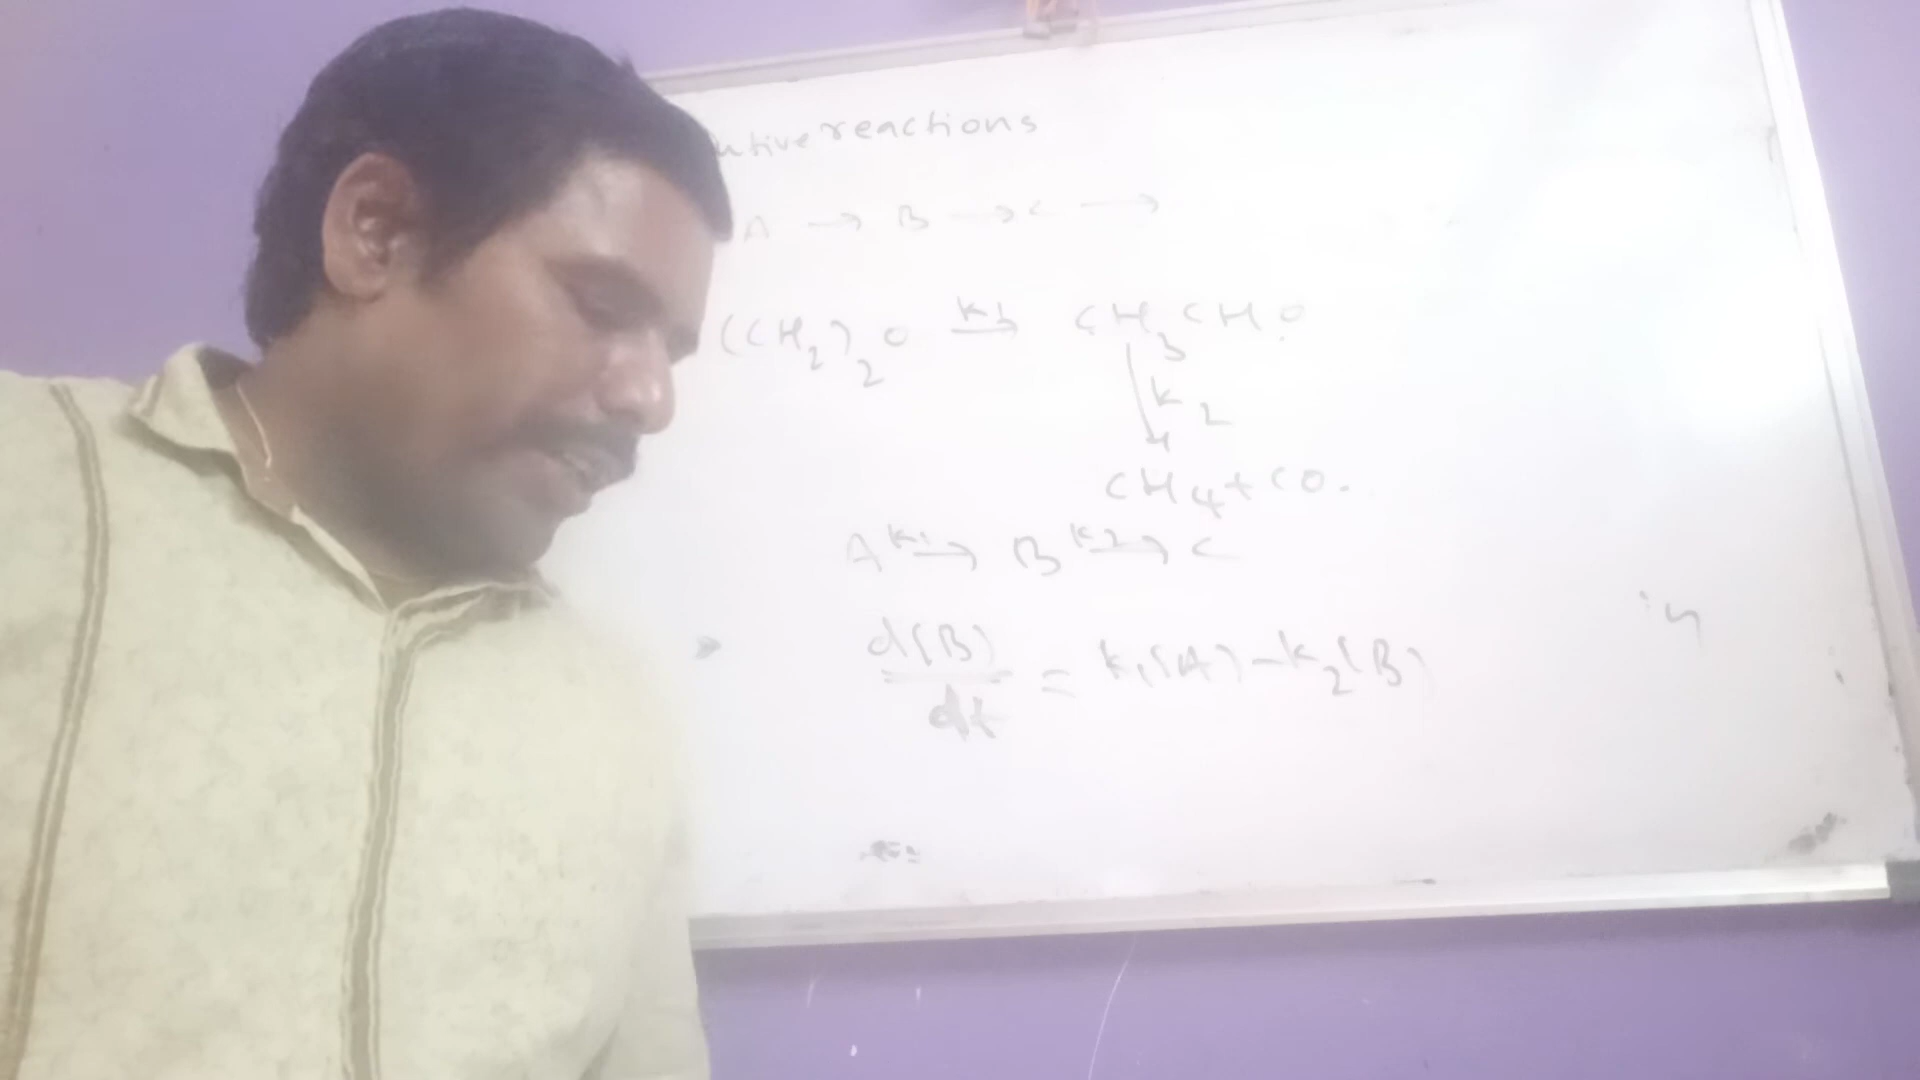 utive reactions
A → B → C →
(CH₂)₂O k₁→ CH₃CHO
↓ k₂
CH₄ + CO.
A k₁→ B k₂→ C
d(B)/dt = k₁(A) - k₂(B)